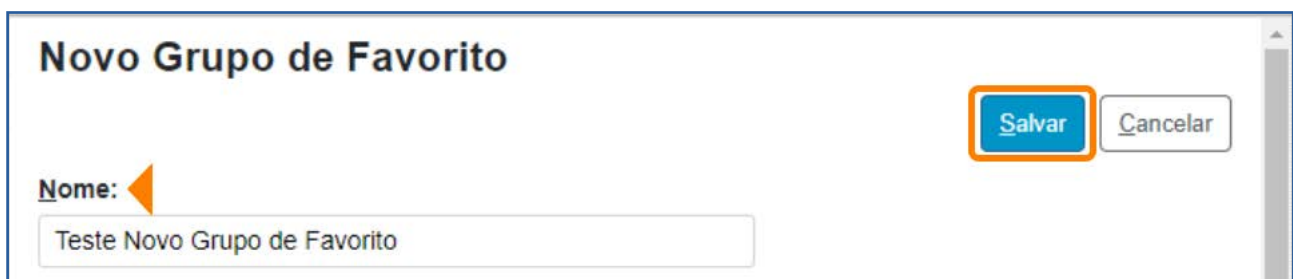 Novo Grupo de Favorito
Salvar Cancelar
Nome:
Teste Novo Grupo de Favorito